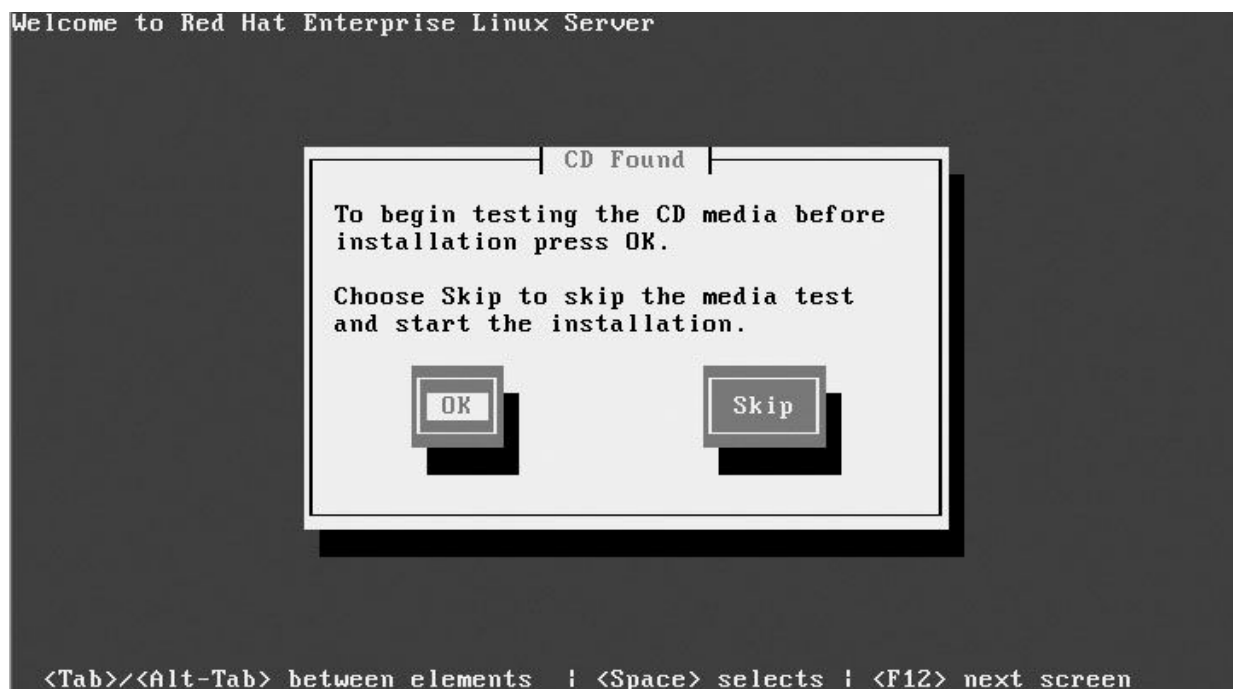 Welcome to Red Hat Enterprise Linux Server
CD Found
To begin testing the CD media before
installation press OK.
Choose Skip to skip the media test
and start the installation.
OK
Skip
<Tab>/<Alt-Tab> between elements | <Space> selects | <F12> next screen